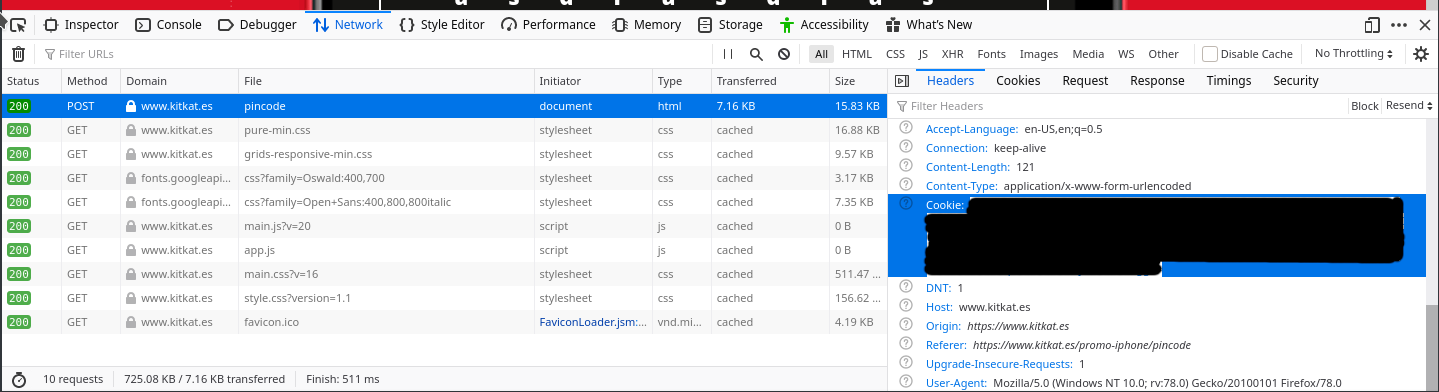 Inspector Console Debugger Network Style Editor Performance Memory Storage Accessibility What's New
Filter URLs All HTML CSS JS XHR Fonts Images Media WS Other Disable Cache No Throttling
Status Method Domain File Initiator Type Transferred Size
200 POST www.kitkat.es pincode document html 7.16 KB 15.83 KB
200 GET www.kitkat.es pure-min.css stylesheet css cached 16.88 KB
200 GET www.kitkat.es grids-responsive-min.css stylesheet css cached 9.57 KB
200 GET fonts.googleapi... css?family=Oswald:400,700 stylesheet css cached 3.17 KB
200 GET fonts.googleapi... css?family=Open+Sans:400,800,800italic stylesheet css cached 7.35 KB
200 GET www.kitkat.es main.js?v=20 script js cached 0 B
200 GET www.kitkat.es app.js script js cached 0 B
200 GET www.kitkat.es main.css?v=16 stylesheet css cached 511.47 ...
200 GET www.kitkat.es style.css?version=1.1 stylesheet css cached 156.62 ...
200 GET www.kitkat.es favicon.ico FaviconLoader.jsm:... vnd.mi... cached 4.19 KB
10 requests 725.08 KB / 7.16 KB transferred Finish: 511 ms
Headers Cookies Request Response Timings Security
Filter Headers Block Resend
Accept-Language: en-US,en;q=0.5
Connection: keep-alive
Content-Length: 121
Content-Type: application/x-www-form-urlencoded
Cookie:
DNT: 1
Host: www.kitkat.es
Origin: https://www.kitkat.es
Referer: https://www.kitkat.es/promo-iphone/pincode
Upgrade-Insecure-Requests: 1
User-Agent: Mozilla/5.0 (Windows NT 10.0; rv:78.0) Gecko/20100101 Firefox/78.0